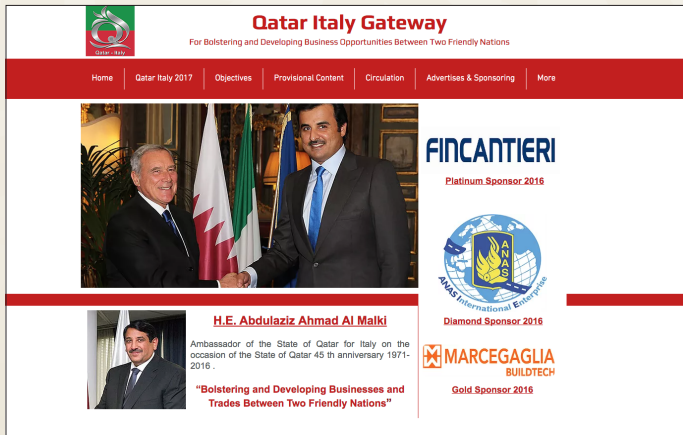 Qatar Italy Gateway
For Bolstering and Developing Business Opportunities Between Two Friendly Nations
Qatar - Italy
Home
Qatar Italy 2017
Objectives
Provisional Content
Circulation
Advertises & Sponsoring
More
FINCANTIERI
Platinum Sponsor 2016
ANAS
ANAS International Enterprise
Diamond Sponsor 2016
MARCEGAGLIA
BUILDTECH
Gold Sponsor 2016
H.E. Abdulaziz Ahmad Al Malki
Ambassador of the State of Qatar for Italy on the
occasion of the State of Qatar 45 th anniversary 1971-
2016 .
“Bolstering and Developing Businesses and
Trades Between Two Friendly Nations”